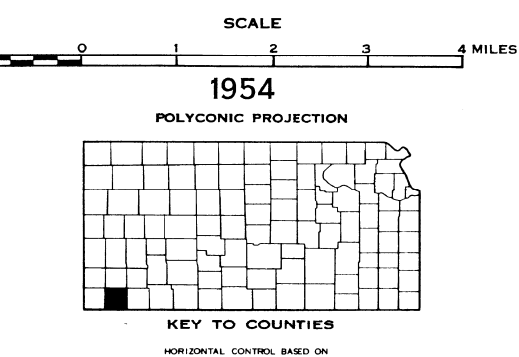 SCALE
0 1 2 3 4 MILES
1954
POLYCONIC PROJECTION
KEY TO COUNTIES
HORIZONTAL CONTROL BASED ON